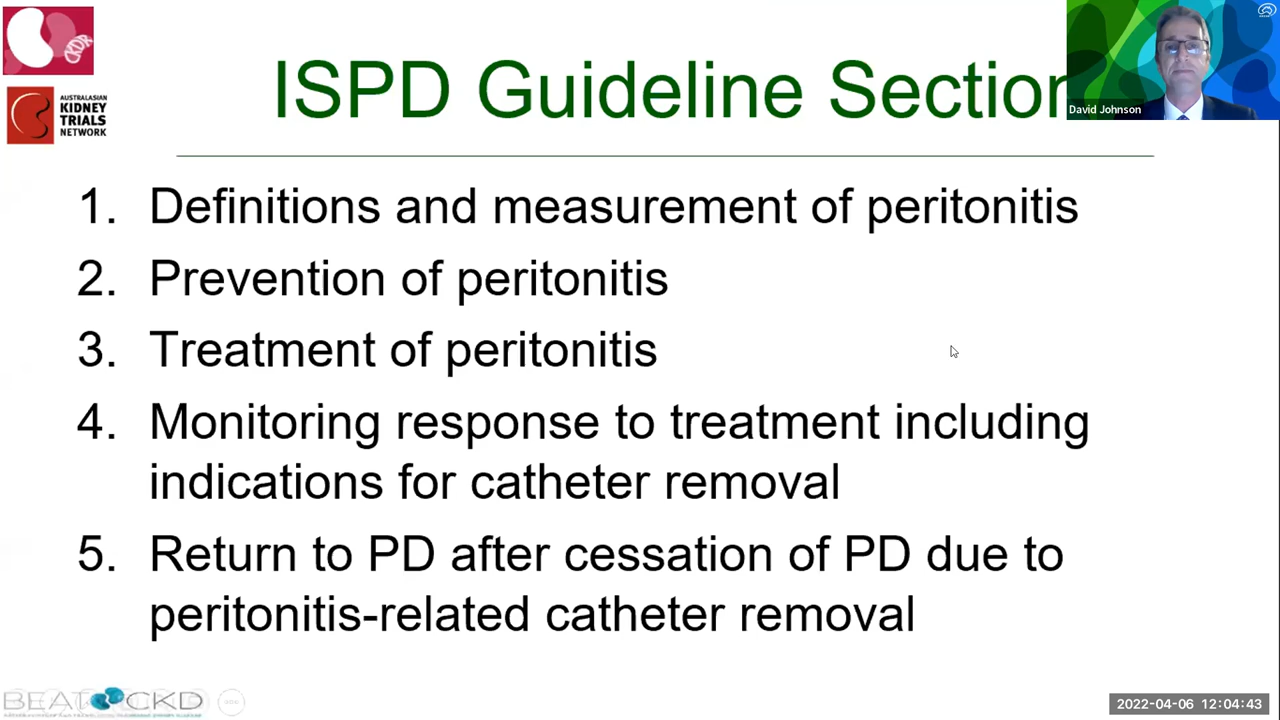 CKDR
AUSTRALASIAN
KIDNEY
TRIALS
NETWORK
ISPD Guideline Section
David Johnson
1. Definitions and measurement of peritonitis
2. Prevention of peritonitis
3. Treatment of peritonitis
4. Monitoring response to treatment including
indications for catheter removal
5. Return to PD after cessation of PD due to
peritonitis-related catheter removal
BEAT CKD
2022-04-06 12:04:43